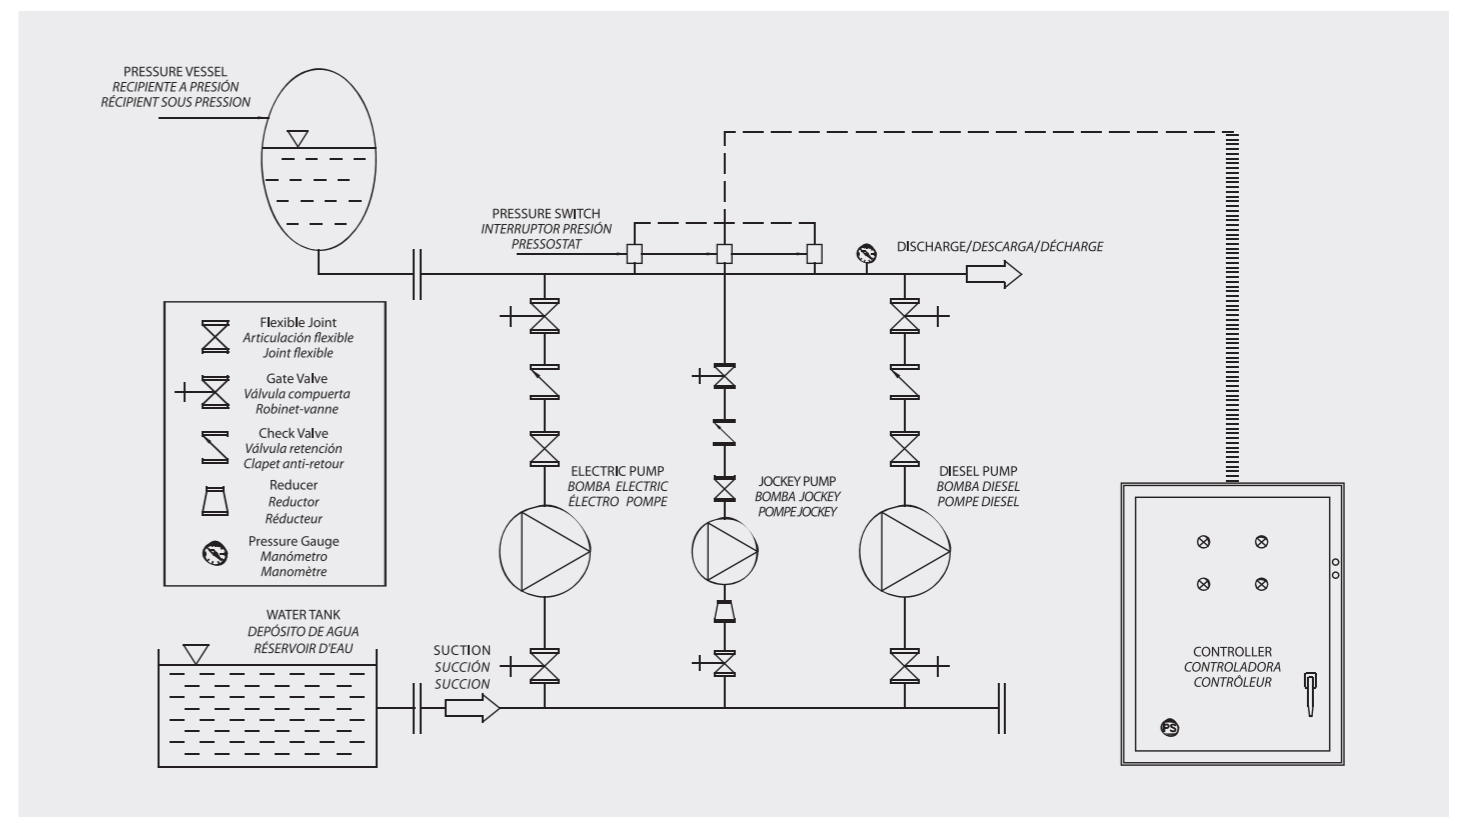 PRESSURE VESSEL
RECIPIENTE A PRESIÓN
RÉCIPIENT SOUS PRESSION
PRESSURE SWITCH
INTERRUPTOR PRESIÓN
PRESSOSTAT
DISCHARGE/DESCARGA/DÉCHARGE
Flexible Joint
Articulación flexible
Joint flexible
Gate Valve
Válvula compuerta
Robinet-vanne
Check Valve
Válvula retención
Clapet anti-retour
Reducer
Reductor
Réducteur
Pressure Gauge
Manómetro
Manomètre
ELECTRIC PUMP
BOMBA ELECTRIC
ÉLECTRO POMPE
JOCKEY PUMP
BOMBA JOCKEY
POMPE JOCKEY
DIESEL PUMP
BOMBA DIESEL
POMPE DIESEL
WATER TANK
DEPÓSITO DE AGUA
RÉSERVOIR D'EAU
SUCTION
SUCCIÓN
SUCCION
CONTROLLER
CONTROLADORA
CONTRÔLEUR
PS